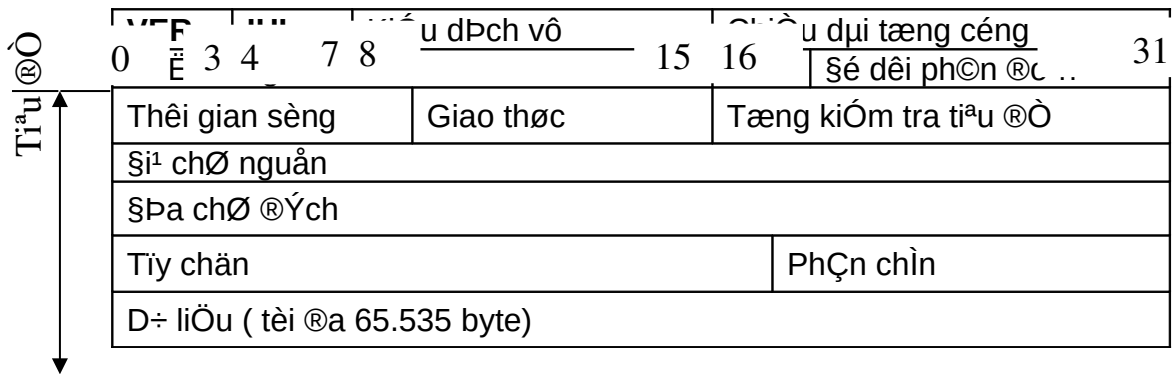 Tiªu ®Ò
u dÞch vô u dµi tæng céng
0 3 4 7 8 15 16 31
§é dêi ph©n
Thêi gian sèng Giao thøc Tæng kiÓm tra tiªu ®Ò
§i¹ chØ nguån
§Þa chØ ®Ých
Tïy chän PhÇn chÌn
D÷ liÖu ( tèi ®a 65.535 byte)